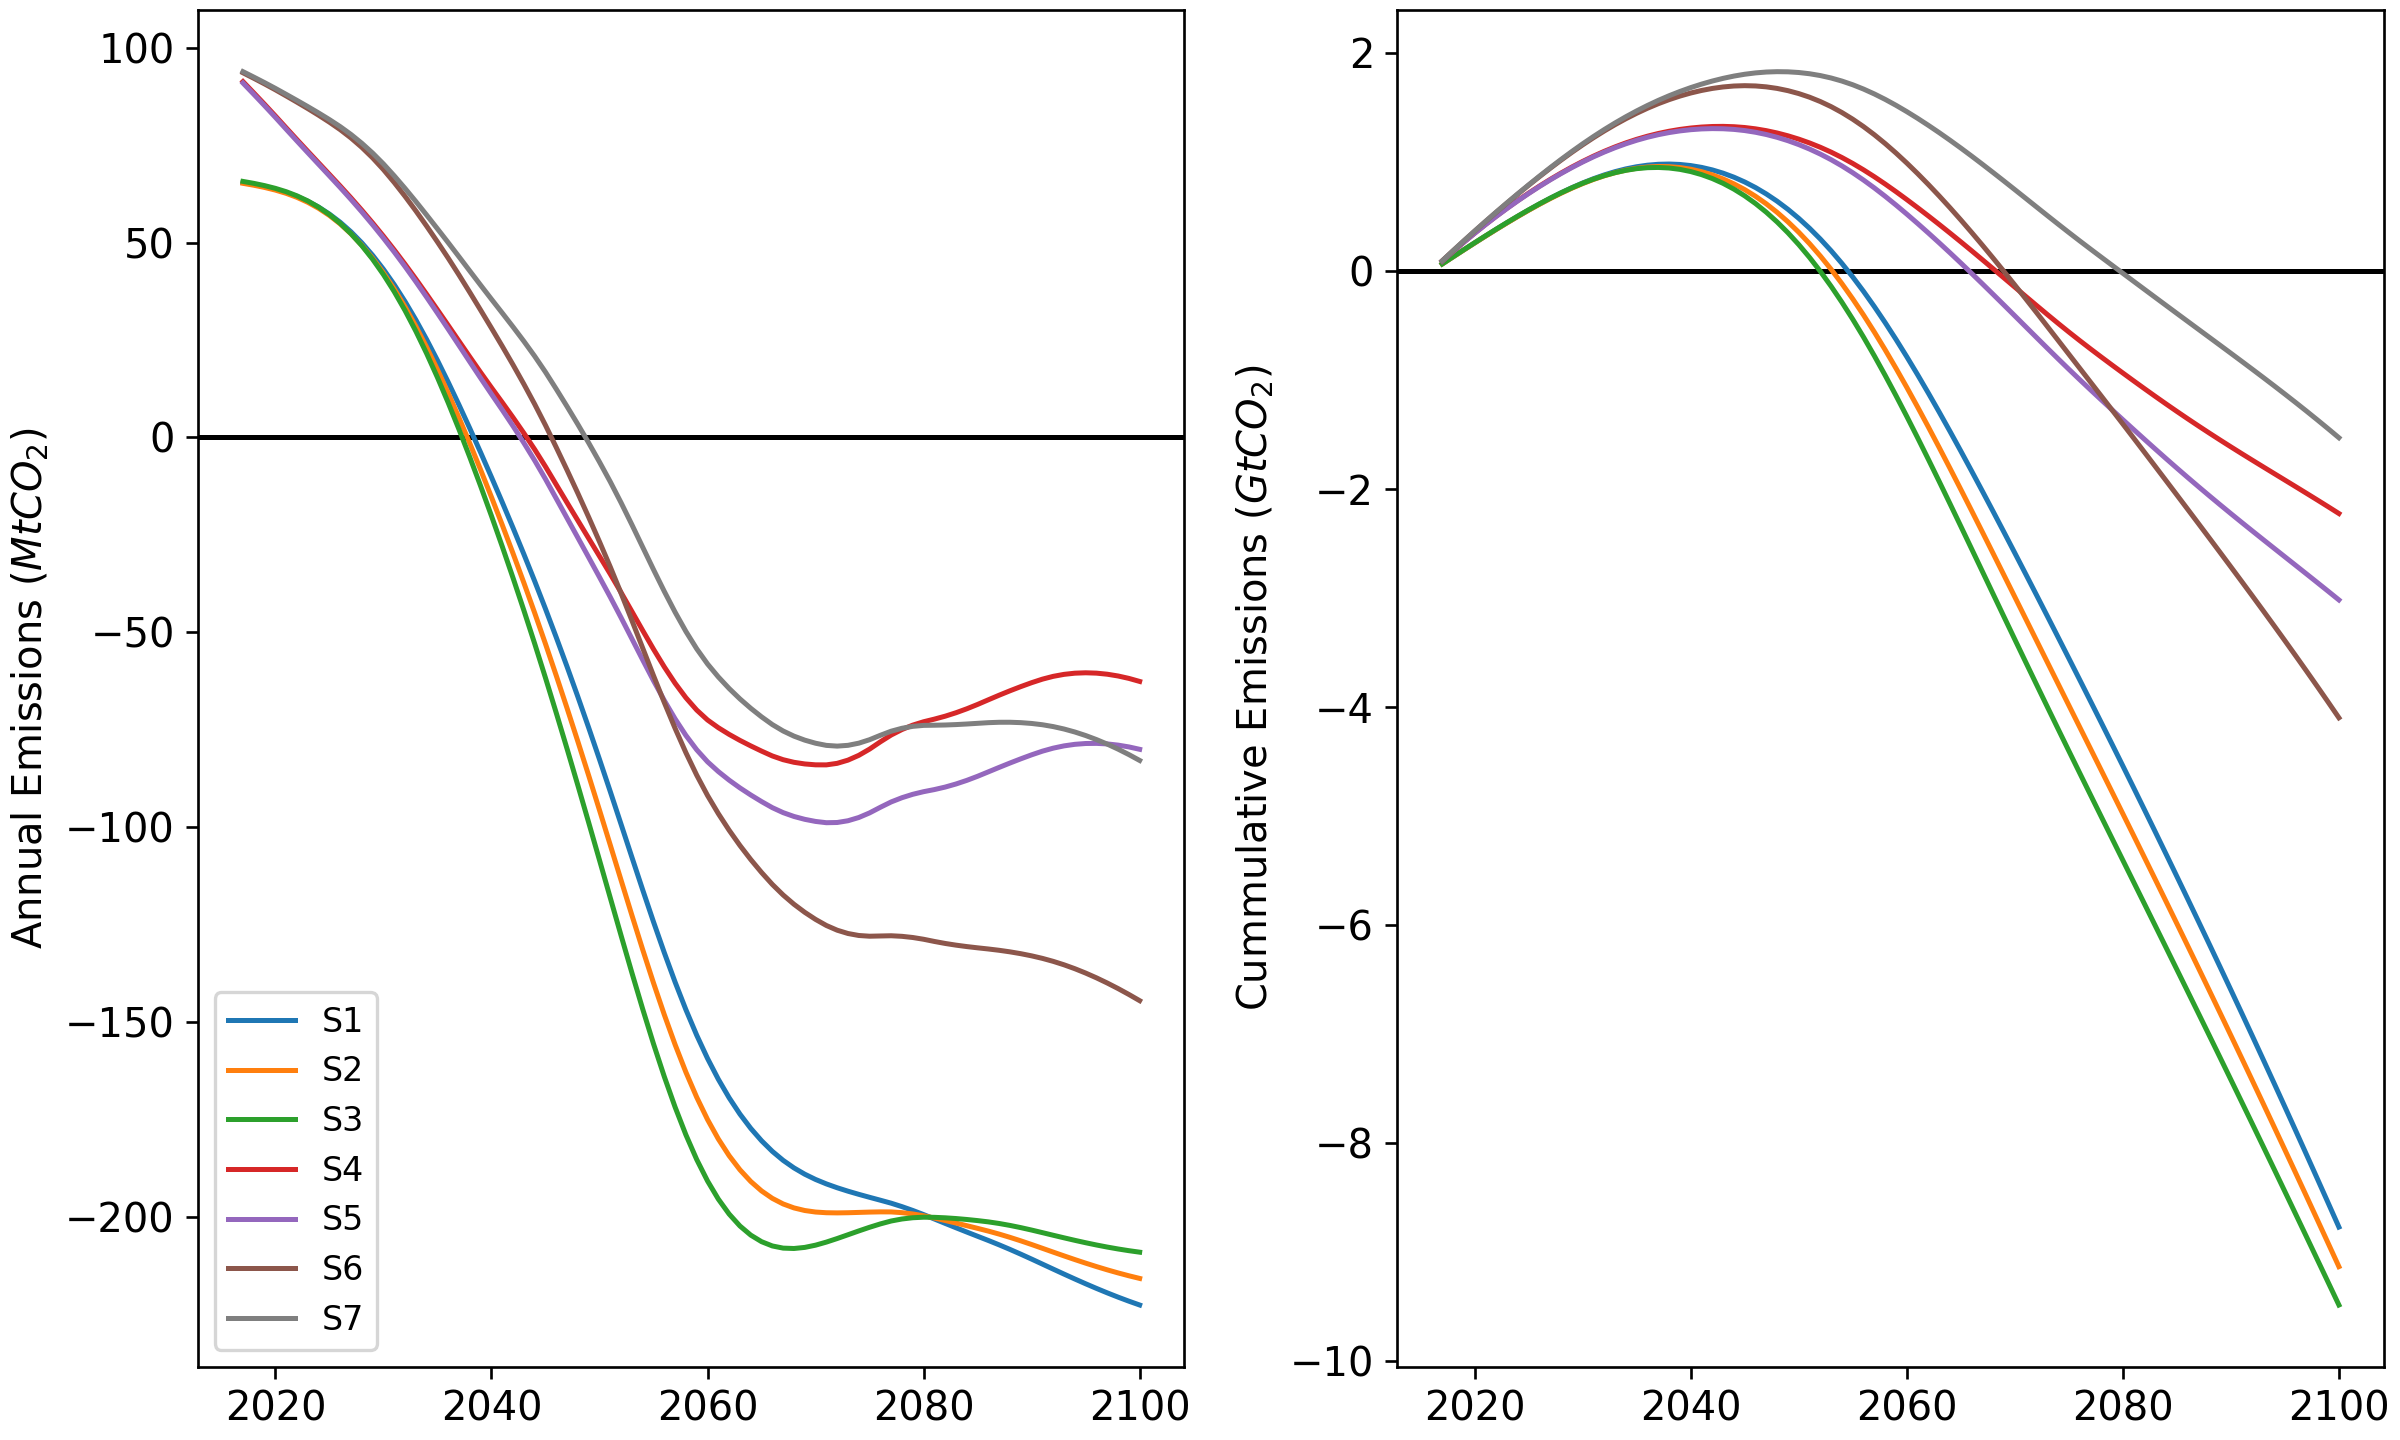 Annual Emissions (MtCO₂)
100
50
0
−50
−100
−150
−200
S1
S2
S3
S4
S5
S6
S7
2020 2040 2060 2080 2100
Cummulative Emissions (GtCO₂)
2
0
−2
−4
−6
−8
−10
2020 2040 2060 2080 2100